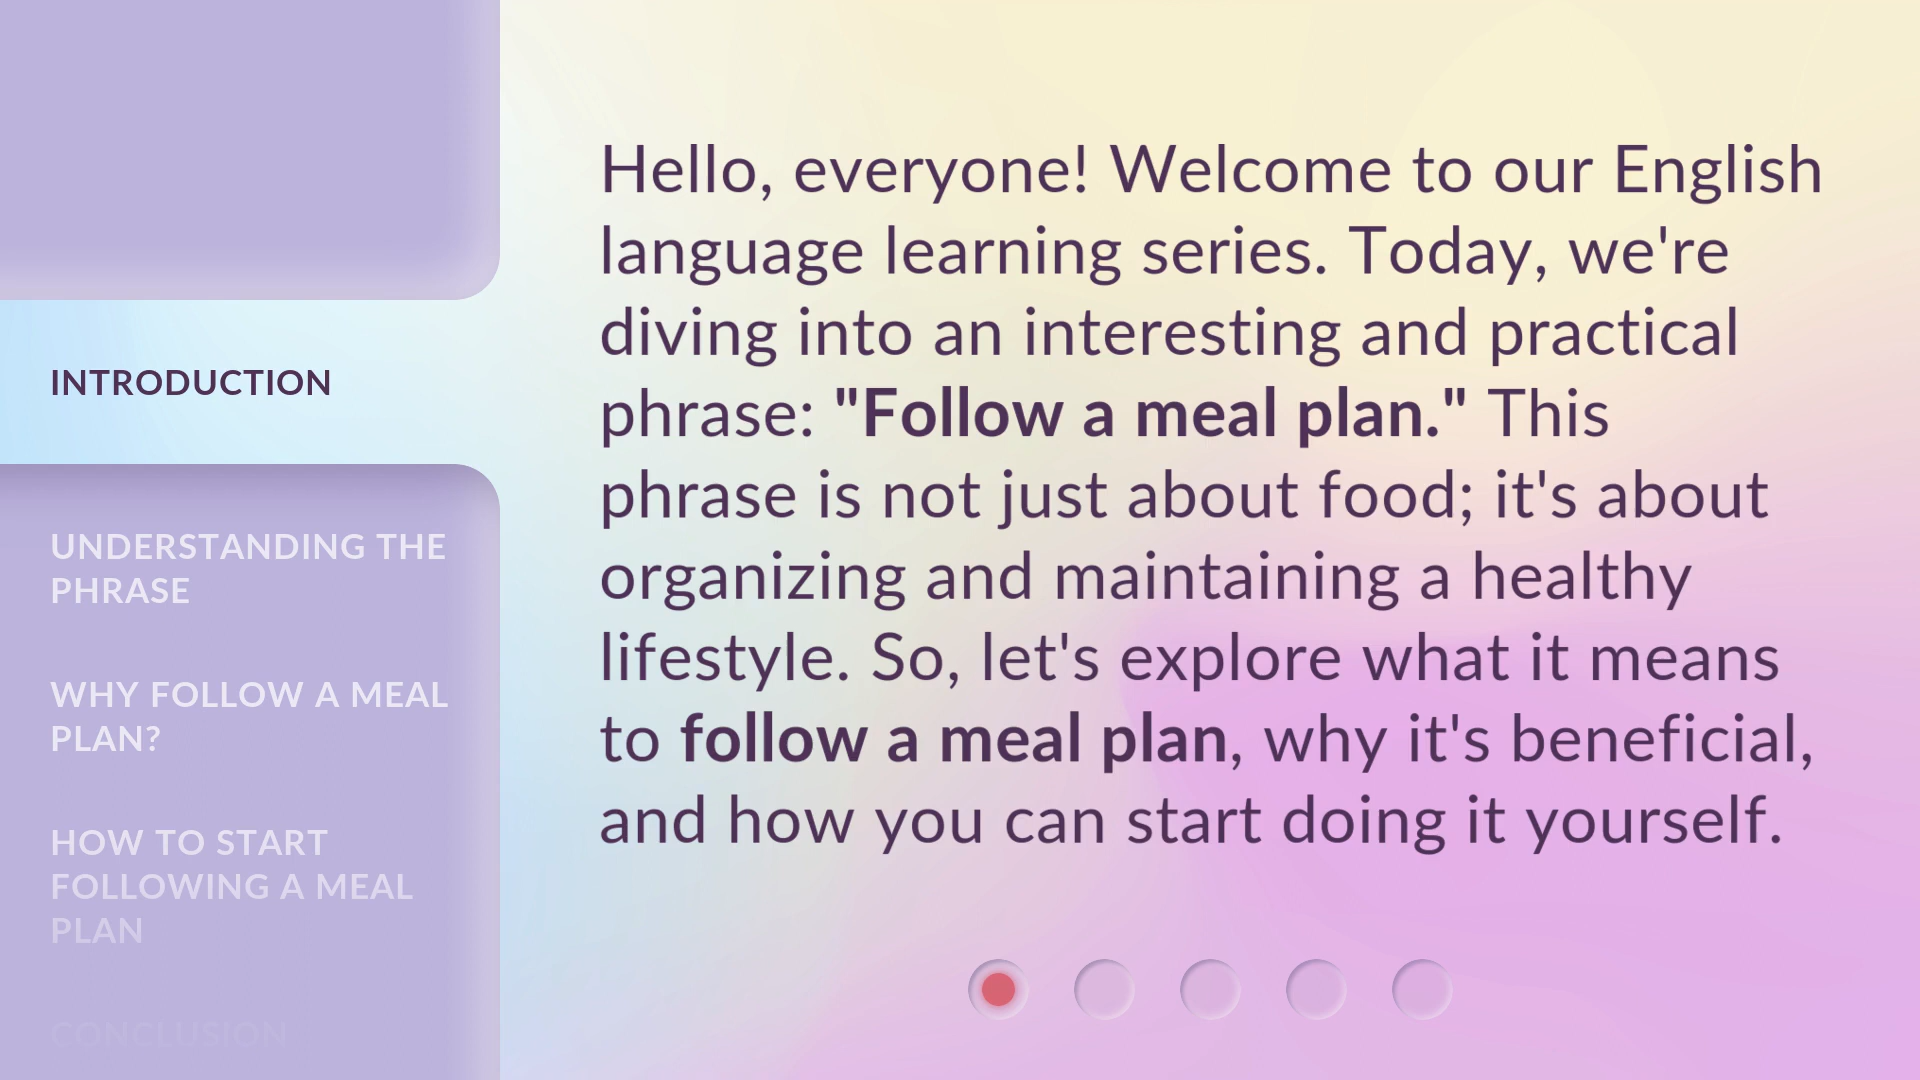 INTRODUCTION
UNDERSTANDING THE
PHRASE
WHY FOLLOW A MEAL
PLAN?
HOW TO START
FOLLOWING A MEAL
PLAN
CONCLUSION
Hello, everyone! Welcome to our English
language learning series. Today, we're
diving into an interesting and practical
phrase: "Follow a meal plan." This
phrase is not just about food; it's about
organizing and maintaining a healthy
lifestyle. So, let's explore what it means
to follow a meal plan, why it's beneficial,
and how you can start doing it yourself.